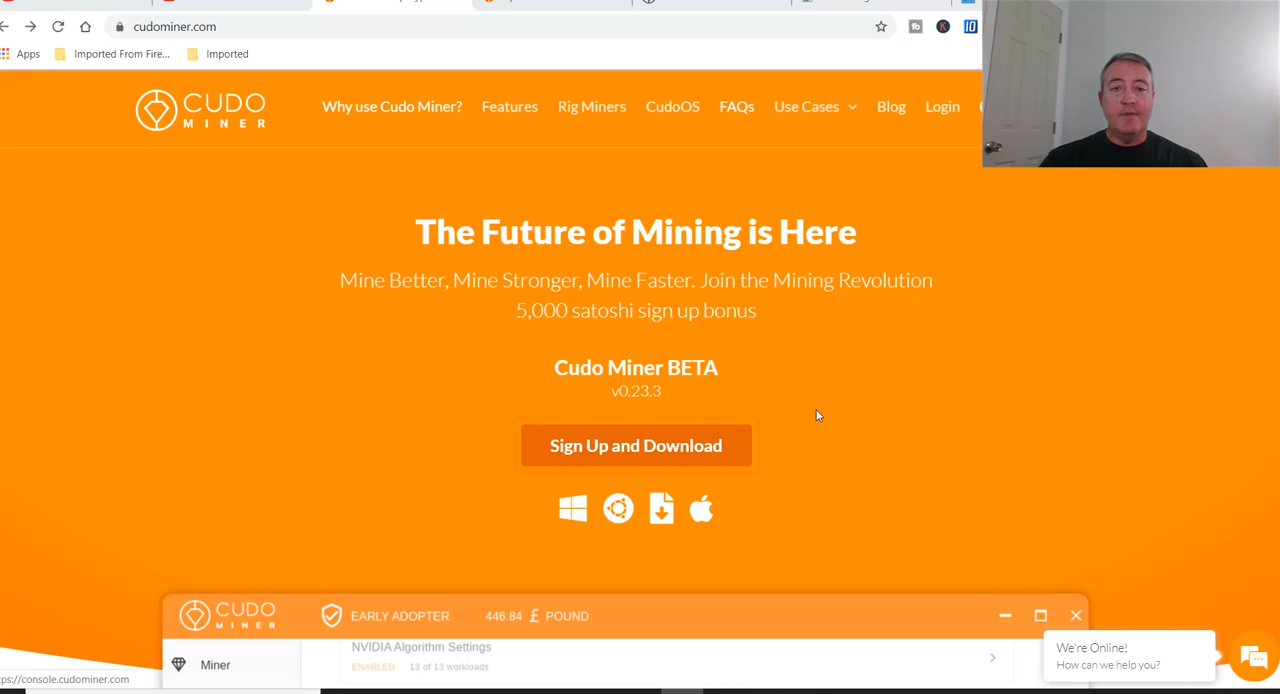 cudominer.com
Apps Imported From Fire... Imported
CUDO
MINER
Why use Cudo Miner? Features Rig Miners CudoOS FAQs Use Cases Blog Login
The Future of Mining is Here
Mine Better, Mine Stronger, Mine Faster. Join the Mining Revolution
5,000 satoshi sign up bonus
Cudo Miner BETA
v0.23.3
Sign Up and Download
CUDO
MINER
EARLY ADOPTER 446.84 £ POUND
NVIDIA Algorithm Settings
ENABLED 13 of 13 workloads
Miner
We're Online!
How can we help you?
tps://console.cudominer.com